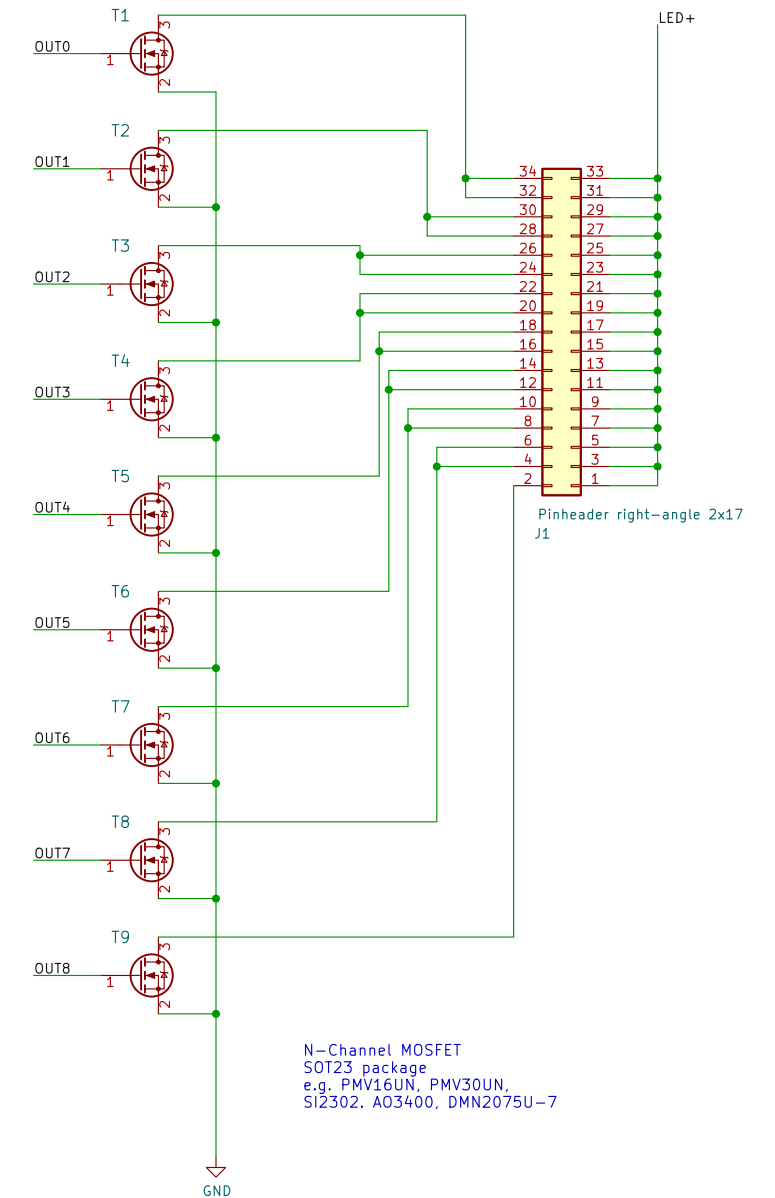 T1
3
OUT0
1
2
LED+
T2
3
OUT1
1
2
T3
3
OUT2
1
2
T4
3
OUT3
1
2
T5
3
OUT4
1
2
T6
3
OUT5
1
2
T7
3
OUT6
1
2
T8
3
OUT7
1
2
T9
3
OUT8
1
2
34 33
32 31
30 29
28 27
26 25
24 23
22 21
20 19
18 17
16 15
14 13
12 11
10 9
8 7
6 5
4 3
2 1
Pinheader right-angle 2x17
J1
N-Channel MOSFET
SOT23 package
e.g. PMV16UN, PMV30UN,
SI2302. AO3400, DMN2075U-7
GND